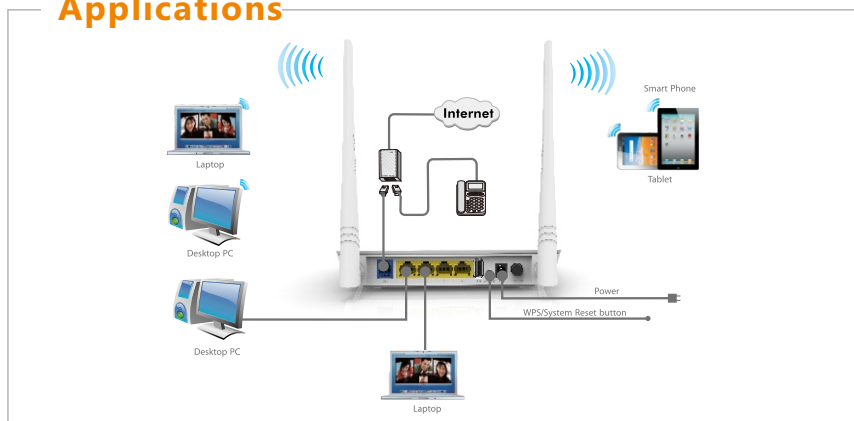 Applications
Internet
Smart Phone
Laptop
Tablet
Desktop PC
Power
WPS/System Reset button
Desktop PC
Laptop